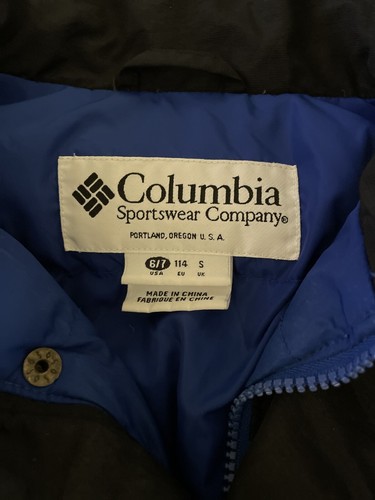 Columbia
Sportswear Company®
PORTLAND, OREGON U. S. A.
6/7 114 S
USA EU UK
MADE IN CHINA
FABRIQUE EN CHINE